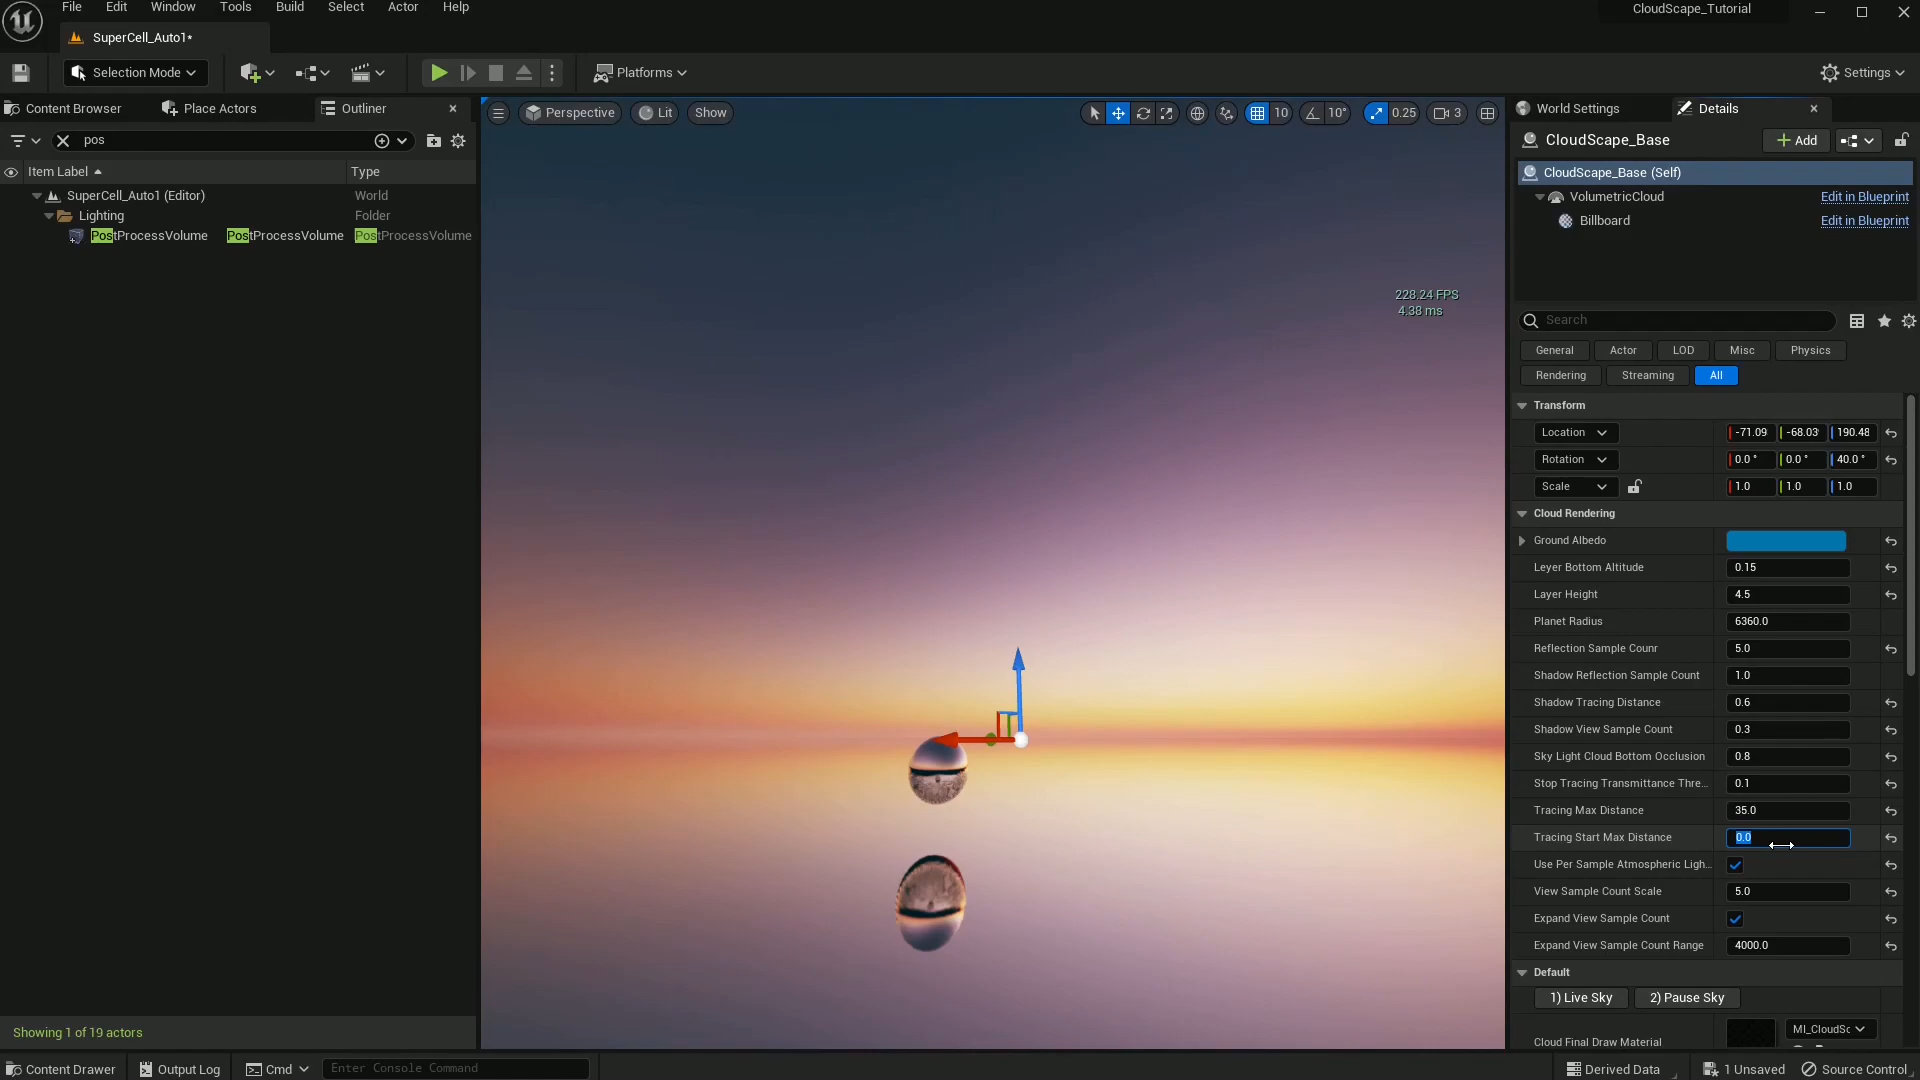 File Edit Window Tools Build Select Actor Help
CloudScape_Tutorial
SuperCell_Auto1*
Selection Mode
Platforms
Settings
Content Browser
Place Actors
Outliner
pos
Item Label
Type
SuperCell_Auto1 (Editor) World
Lighting Folder
PostProcessVolume PostProcessVolume PostProcessVolume
Showing 1 of 19 actors
Perspective
Lit
Show
10
10°
0.25
3
228.24 FPS
4.38 ms
World Settings
Details
CloudScape_Base
Add
CloudScape_Base (Self)
VolumetricCloud Edit in Blueprint
Billboard Edit in Blueprint
Search
General Actor LOD Misc Physics
Rendering Streaming All
Transform
Location -71.09 -68.03 190.48
Rotation 0.0 ° 0.0 ° 40.0 °
Scale 1.0 1.0 1.0
Cloud Rendering
Ground Albedo
Leyer Bottom Altitude 0.15
Layer Height 4.5
Planet Radius 6360.0
Reflection Sample Counr 5.0
Shadow Reflection Sample Count 1.0
Shadow Tracing Distance 0.6
Shadow View Sample Count 0.3
Sky Light Cloud Bottom Occlusion 0.8
Stop Tracing Transmittance Thre... 0.1
Tracing Max Distance 35.0
Tracing Start Max Distance 0.0
Use Per Sample Atmospheric Ligh...
View Sample Count Scale 5.0
Expand View Sample Count
Expand View Sample Count Range 4000.0
Default
1) Live Sky 2) Pause Sky
MI_CloudSc
Cloud Final Draw Material
Content Drawer
Output Log
Cmd
Enter Console Command
Derived Data
1 Unsaved
Source Control